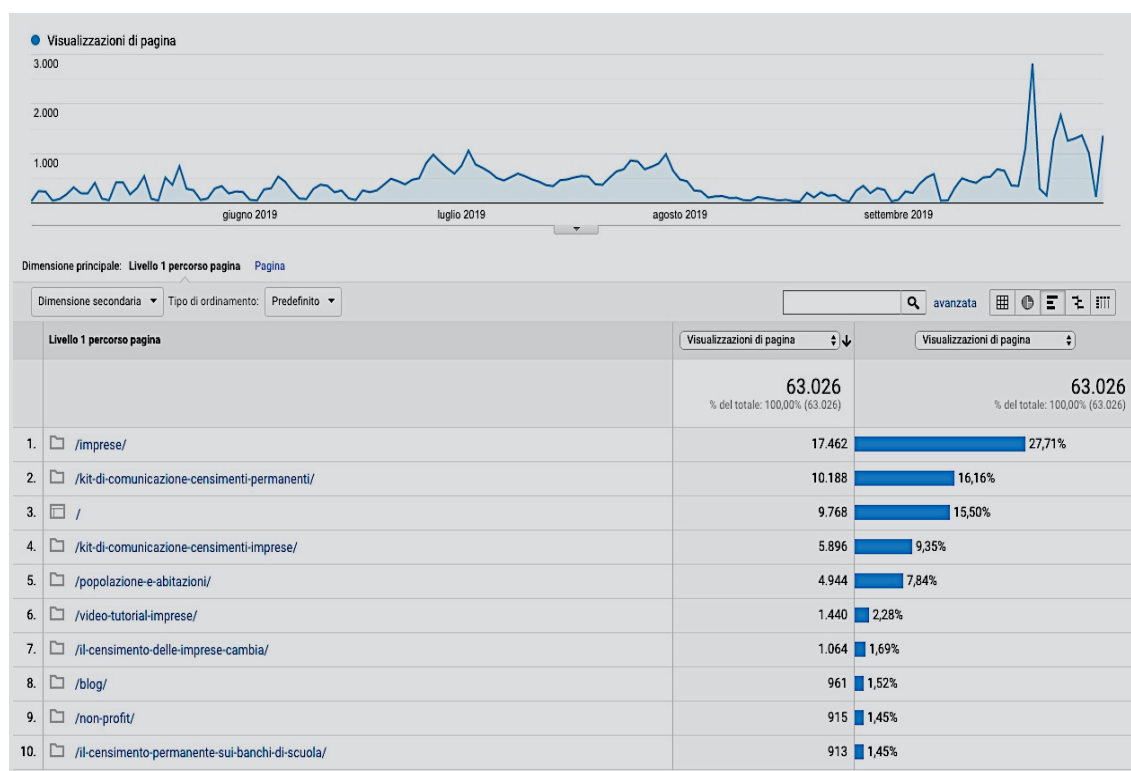 Visualizzazioni di pagina
3.000
2.000
1.000
giugno 2019 luglio 2019 agosto 2019 settembre 2019
Dimensione principale: Livello 1 percorso pagina Pagina
Dimensione secondaria Tipo di ordinamento: Predefinito avanzata
Livello 1 percorso pagina Visualizzazioni di pagina Visualizzazioni di pagina
63.026 63.026
% del totale: 100,00% (63.026) % del totale: 100,00% (63.026)
1. /imprese/ 17.462 27,71%
2. /kit-di-comunicazione-censimenti-permanenti/ 10.188 16,16%
3. / 9.768 15,50%
4. /kit-di-comunicazione-censimenti-imprese/ 5.896 9,35%
5. /popolazione-e-abitazioni/ 4.944 7,84%
6. /video-tutorial-imprese/ 1.440 2,28%
7. /il-censimento-delle-imprese-cambia/ 1.064 1,69%
8. /blog/ 961 1,52%
9. /non-profit/ 915 1,45%
10. /il-censimento-permanente-sui-banchi-di-scuola/ 913 1,45%